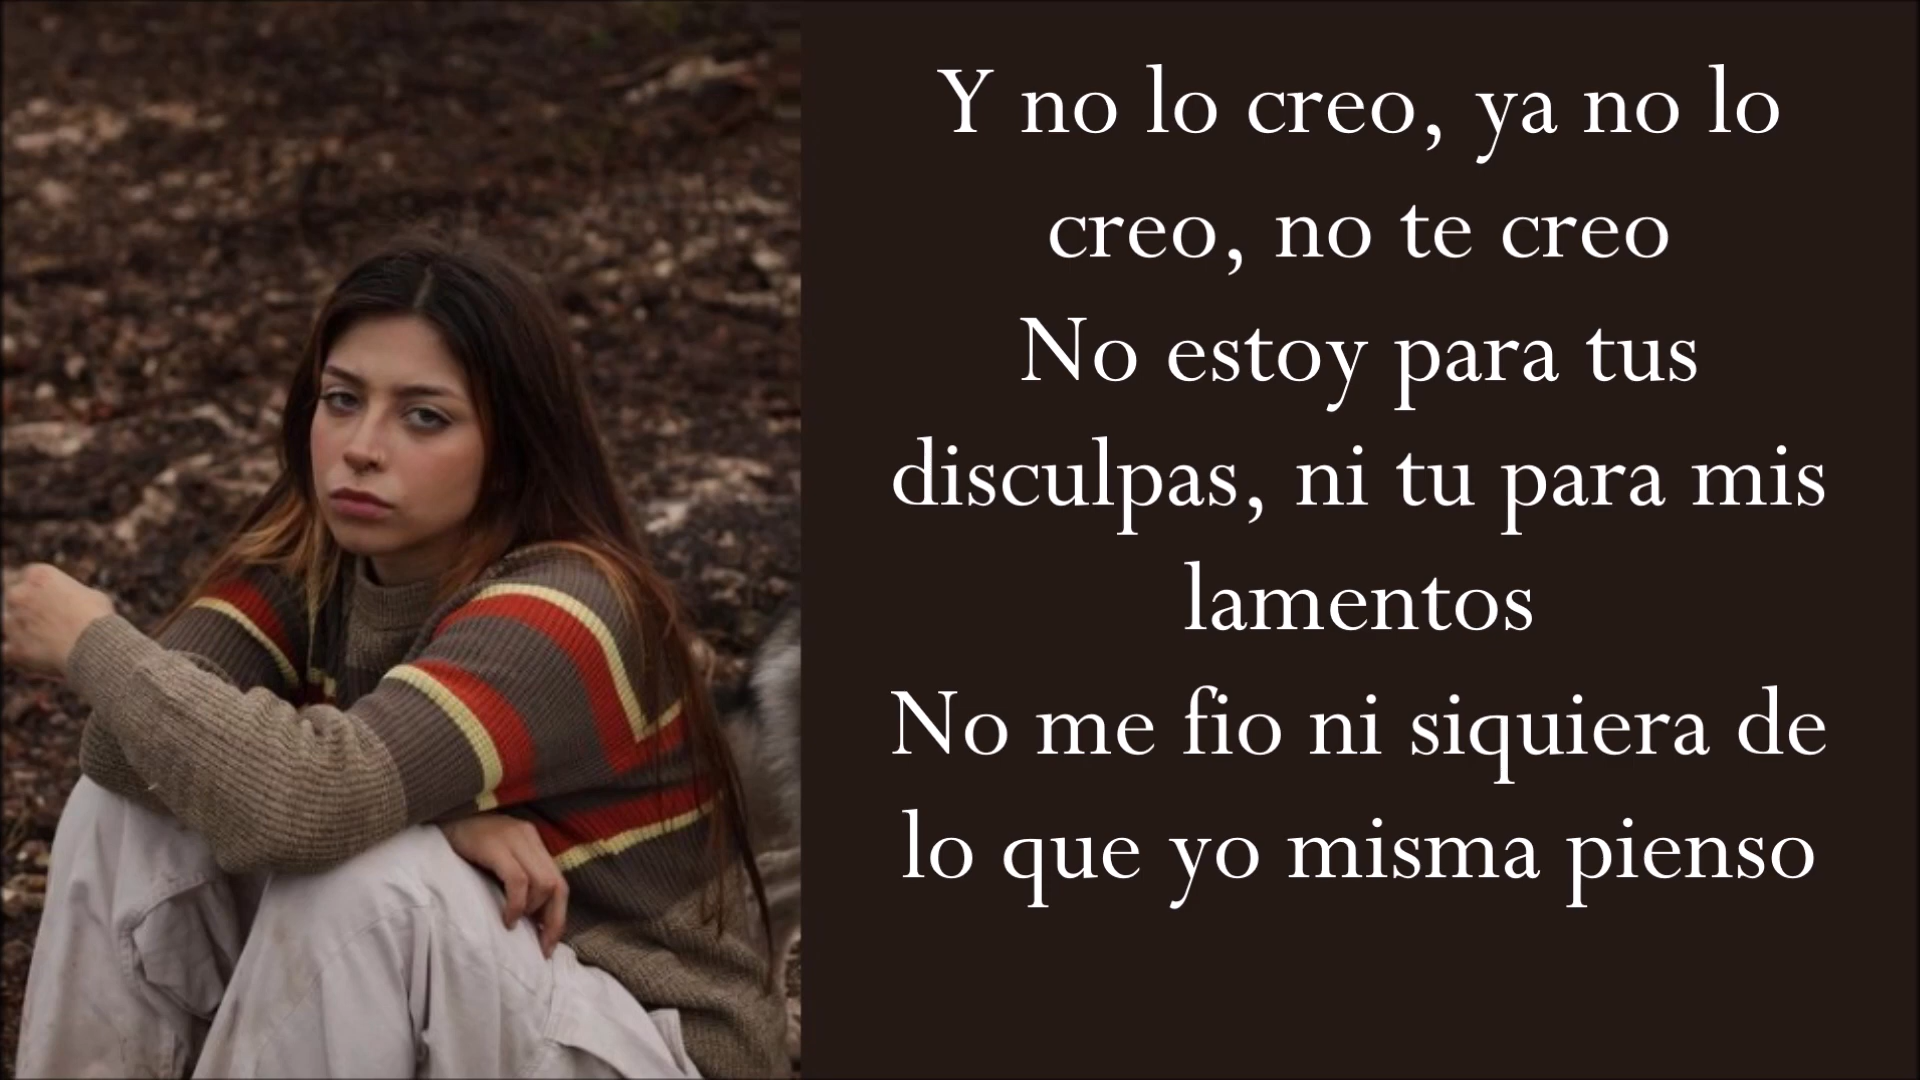 Y no lo creo, ya no lo
creo, no te creo
No estoy para tus
disculpas, ni tu para mis
lamentos
No me fio ni siquiera de
lo que yo misma pienso